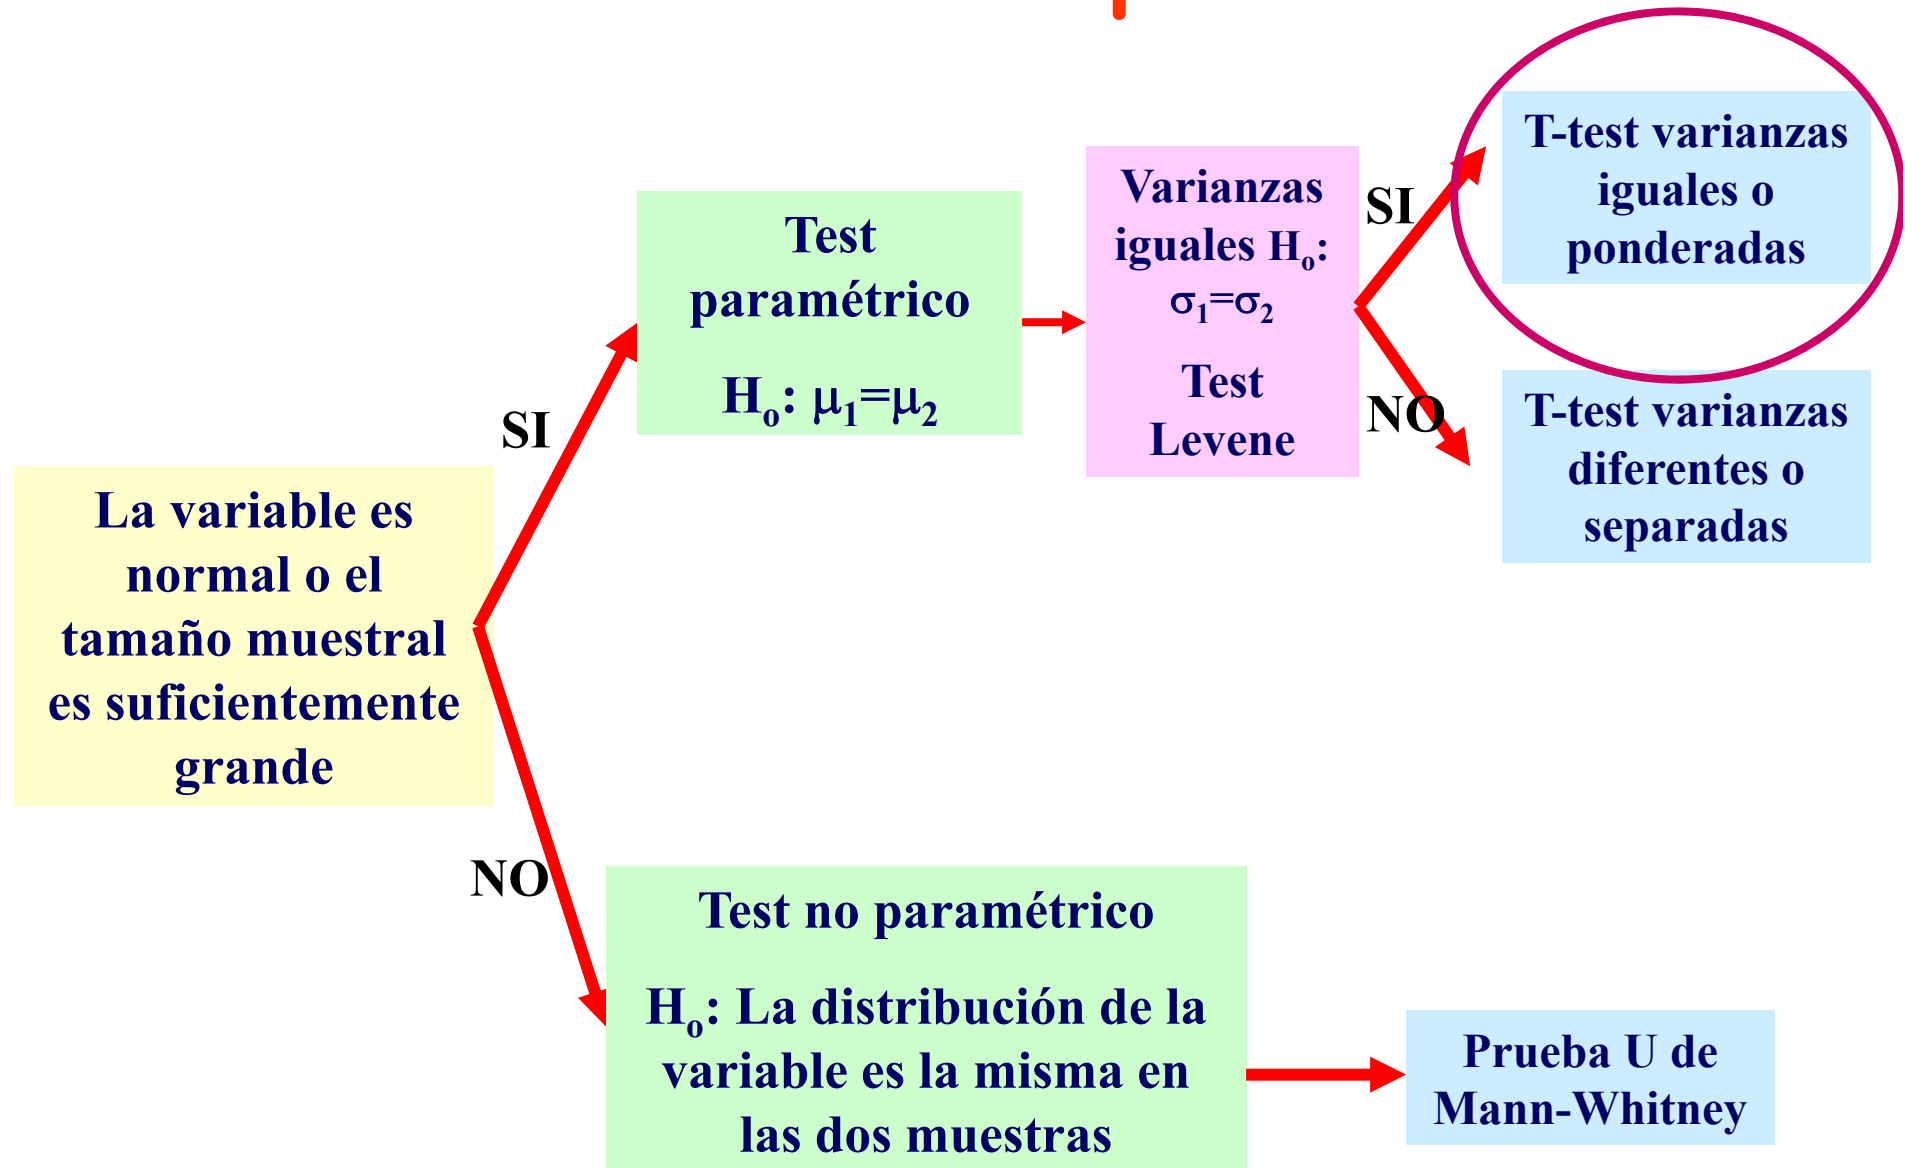 La variable es
normal o el
tamaño muestral
es suficientemente
grande
SI
Test
paramétrico
Hₒ: μ₁=μ₂
Varianzas
iguales Hₒ:
σ₁=σ₂
Test
Levene
SI
T-test varianzas
iguales o
ponderadas
NO
T-test varianzas
diferentes o
separadas
NO
Test no paramétrico
Hₒ: La distribución de la
variable es la misma en
las dos muestras
Prueba U de
Mann-Whitney